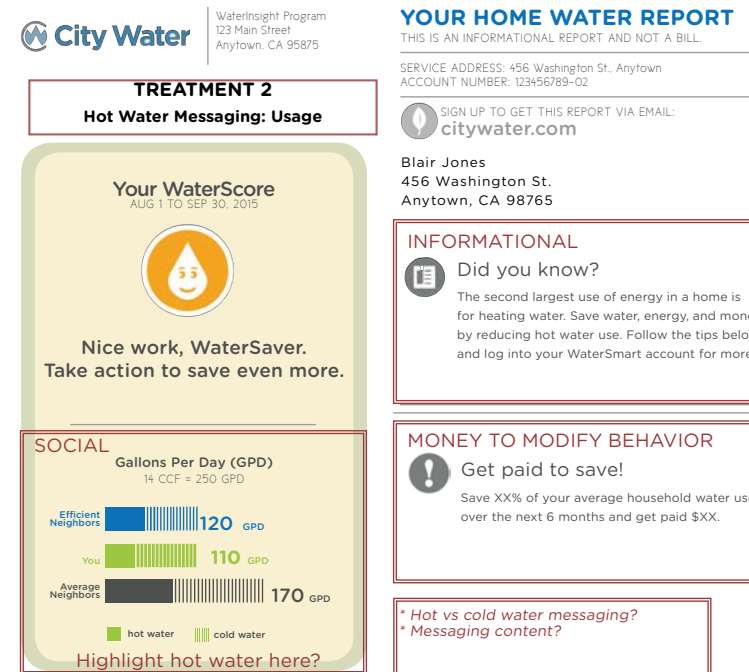 City Water
WaterInsight Program
123 Main Street
Anytown, CA 95875
TREATMENT 2
Hot Water Messaging: Usage
Your WaterScore
AUG 1 TO SEP 30, 2015
Nice work, WaterSaver.
Take action to save even more.
SOCIAL
Gallons Per Day (GPD)
14 CCF = 250 GPD
Efficient
Neighbors
120 GPD
You
110 GPD
Average
Neighbors
170 GPD
hot water
cold water
Highlight hot water here?
YOUR HOME WATER REPORT
THIS IS AN INFORMATIONAL REPORT AND NOT A BILL.
SERVICE ADDRESS: 456 Washington St., Anytown
ACCOUNT NUMBER: 123456789-02
SIGN UP TO GET THIS REPORT VIA EMAIL:
citywater.com
Blair Jones
456 Washington St.
Anytown, CA 98765
INFORMATIONAL
Did you know?
The second largest use of energy in a home is
for heating water. Save water, energy, and
by reducing hot water use. Follow the tips
and log into your WaterSmart account for more
MONEY TO MODIFY BEHAVIOR
Get paid to save!
Save XX% of your average household water
over the next 6 months and get paid $XX.
* Hot vs cold water messaging?
* Messaging content?